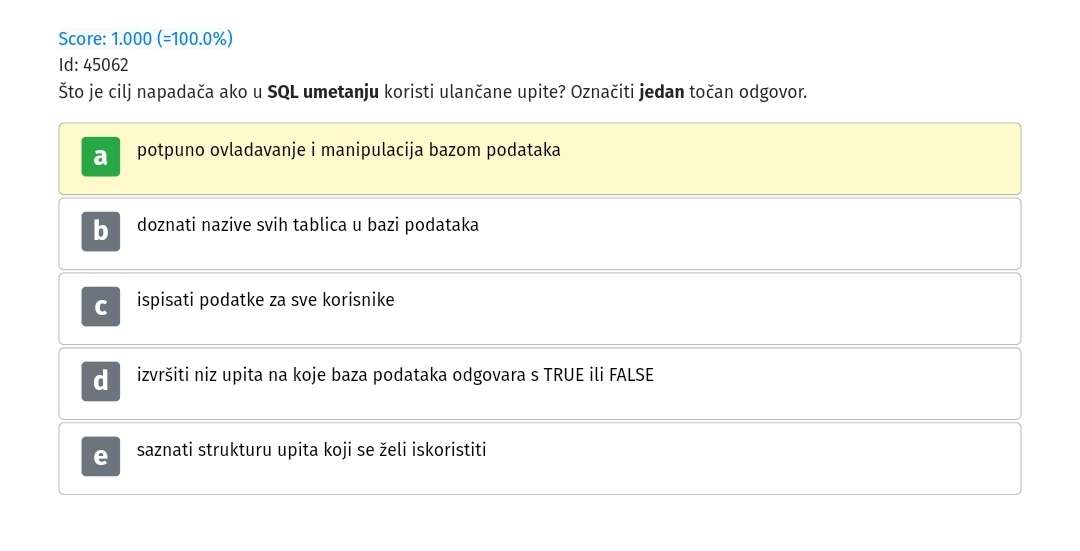 Score: 1.000 (=100.0%)
Id: 45062
Što je cilj napadača ako u SQL umetanju koristi ulančane upite? Označiti jedan točan odgovor.
a potpuno ovladavanje i manipulacija bazom podataka
b doznati nazive svih tablica u bazi podataka
c ispisati podatke za sve korisnike
d izvršiti niz upita na koje baza podataka odgovara s TRUE ili FALSE
e saznati strukturu upita koji se želi iskoristiti